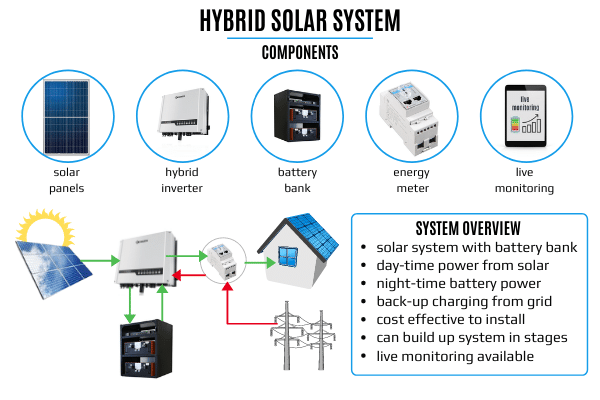 HYBRID SOLAR SYSTEM
COMPONENTS
live
monitoring
solar
panels
hybrid
inverter
battery
bank
energy
meter
live
monitoring
SYSTEM OVERVIEW
• solar system with battery bank
• day-time power from solar
• night-time battery power
• back-up charging from grid
• cost effective to install
• can build up system in stages
• live monitoring available